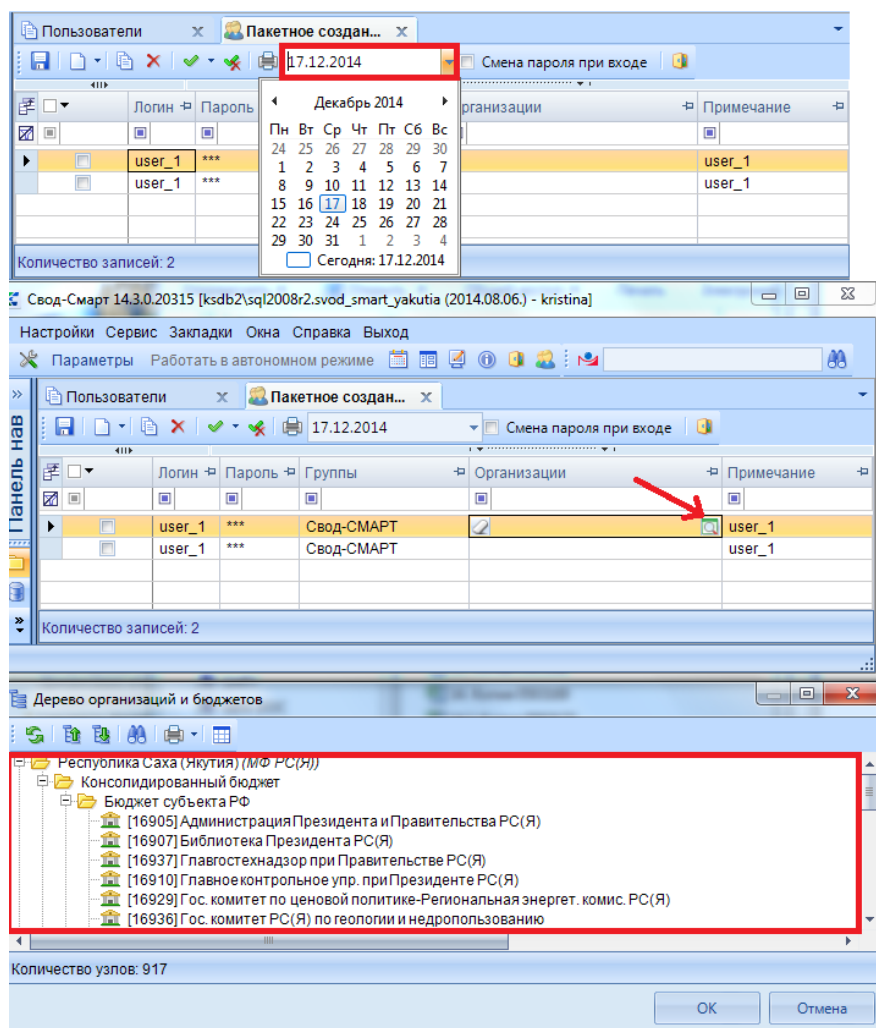 Пользователи
Пакетное создан...
17.12.2014 Смена пароля при входе
Декабрь 2014
Логин Пароль рганизации Примечание
Пн Вт Ср Чт Пт Сб Вс
24 25 26 27 28 29 30
1 2 3 4 5 6 7
8 9 10 11 12 13 14
15 16 17 18 19 20 21
22 23 24 25 26 27 28
29 30 31 1 2 3 4
Сегодня: 17.12.2014
user_1 *** user_1
user_1 *** user_1
Количество записей: 2
Свод-Смарт 14.3.0.20315 [ksdb2\sql2008r2.svod_smart_yakutia (2014.08.06.) - kristina]
Настройки Сервис Закладки Окна Справка Выход
Параметры Работать в автономном режиме
Панель нав
Пользователи Пакетное создан...
17.12.2014 Смена пароля при входе
Логин Пароль Группы Организации Примечание
user_1 *** Свод-СМАРТ user_1
user_1 *** Свод-СМАРТ user_1
Количество записей: 2
Дерево организаций и бюджетов
Республика Саха (Якутия) (МФ РС(Я))
Консолидированный бюджет
Бюджет субъекта РФ
[16905] Администрация Президента и Правительства РС(Я)
[16907] Библиотека Президента РС(Я)
[16937] Главгостехнадзор при Правительстве РС(Я)
[16910] Главное контрольное упр. при Президенте РС(Я)
[16929] Гос. комитет по ценовой политике-Региональная энергет. комис. РС(Я)
[16936] Гос. комитет РС(Я) по геологии и недропользованию
Количество узлов: 917
OK Отмена